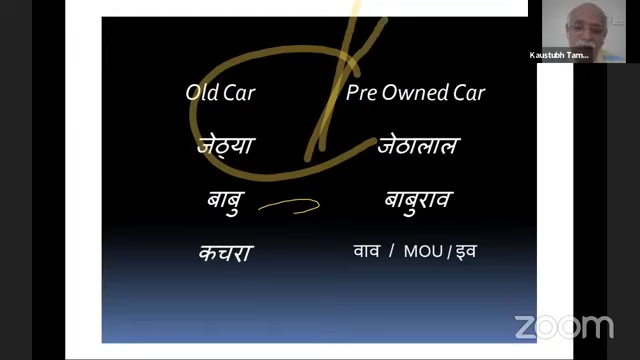 Kaustubh Tam...
Old Car Pre Owned Car
जेठ्या जेठालाल
बाबु बाबुराव
कचरा वाव / MOU / इव
zoom